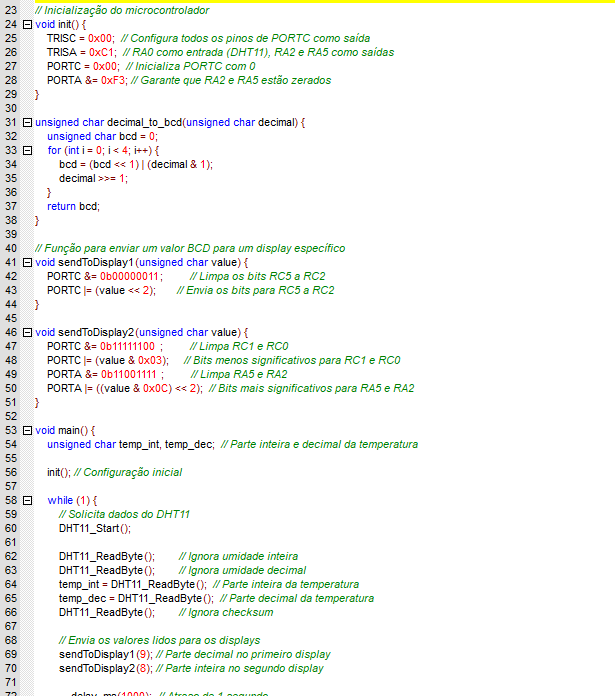 23 // Inicialização do microcontrolador
24 void init() {
25 TRISC = 0x00; // Configura todos os pinos de PORTC como saída
26 TRISA = 0xC1; // RA0 como entrada (DHT11), RA2 e RA5 como saídas
27 PORTC = 0x00; // Inicializa PORTC com 0
28 PORTA &= 0xF3; // Garante que RA2 e RA5 estão zerados
29 }
30
31 unsigned char decimal_to_bcd(unsigned char decimal) {
32 unsigned char bcd = 0;
33 for (int i = 0; i < 4; i++) {
34 bcd = (bcd << 1) | (decimal & 1);
35 decimal >>= 1;
36 }
37 return bcd;
38 }
39
40 // Função para enviar um valor BCD para um display específico
41 void sendToDisplay1(unsigned char value) {
42 PORTC &= 0b00000011; // Limpa os bits RC5 a RC2
43 PORTC |= (value << 2); // Envia os bits para RC5 a RC2
44 }
45
46 void sendToDisplay2(unsigned char value) {
47 PORTC &= 0b11111100 ; // Limpa RC1 e RC0
48 PORTC |= (value & 0x03); // Bits menos significativos para RC1 e RC0
49 PORTA &= 0b11001111 ; // Limpa RA5 e RA2
50 PORTA |= ((value & 0x0C) << 2); // Bits mais significativos para RA5 e RA2
51 }
52
53 void main() {
54 unsigned char temp_int, temp_dec; // Parte inteira e decimal da temperatura
55
56 init(); // Configuração inicial
57
58 while (1) {
59 // Solicita dados do DHT11
60 DHT11_Start();
61
62 DHT11_ReadByte(); // Ignora umidade inteira
63 DHT11_ReadByte(); // Ignora umidade decimal
64 temp_int = DHT11_ReadByte(); // Parte inteira da temperatura
65 temp_dec = DHT11_ReadByte(); // Parte decimal da temperatura
66 DHT11_ReadByte(); // Ignora checksum
67
68 // Envia os valores lidos para os displays
69 sendToDisplay1(9); // Parte decimal no primeiro display
70 sendToDisplay2(8); // Parte inteira no segundo display
71
72 delay_ms(1000); // Atraso de 1 segundo